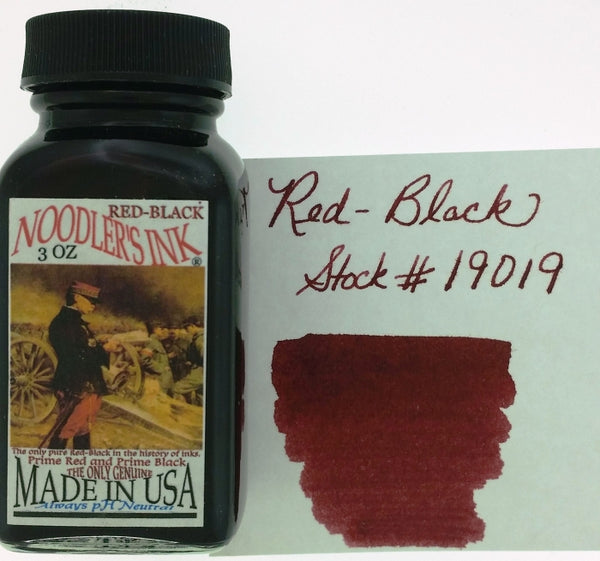 RED-BLACK
NOODLER'S INK ®
3 OZ
The only pure Red-Black in the history of inks.
Prime Red and Prime Black
THE ONLY GENUINE
MADE IN USA
Always pH Neutral
Red-Black
Stock # 19019